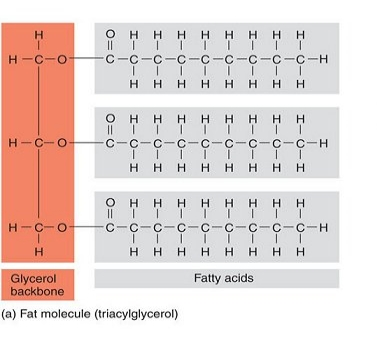 H O H H H H H H H H
H — C — O — C — C — C — C — C — C — C — C — C — H
H H H H H H H H
O H H H H H H H H
H — C — O — C — C — C — C — C — C — C — C — C — H
H H H H H H H H
O H H H H H H H H
H — C — O — C — C — C — C — C — C — C — C — C — H
H H H H H H H H H
Glycerol
backbone
Fatty acids
(a) Fat molecule (triacylglycerol)